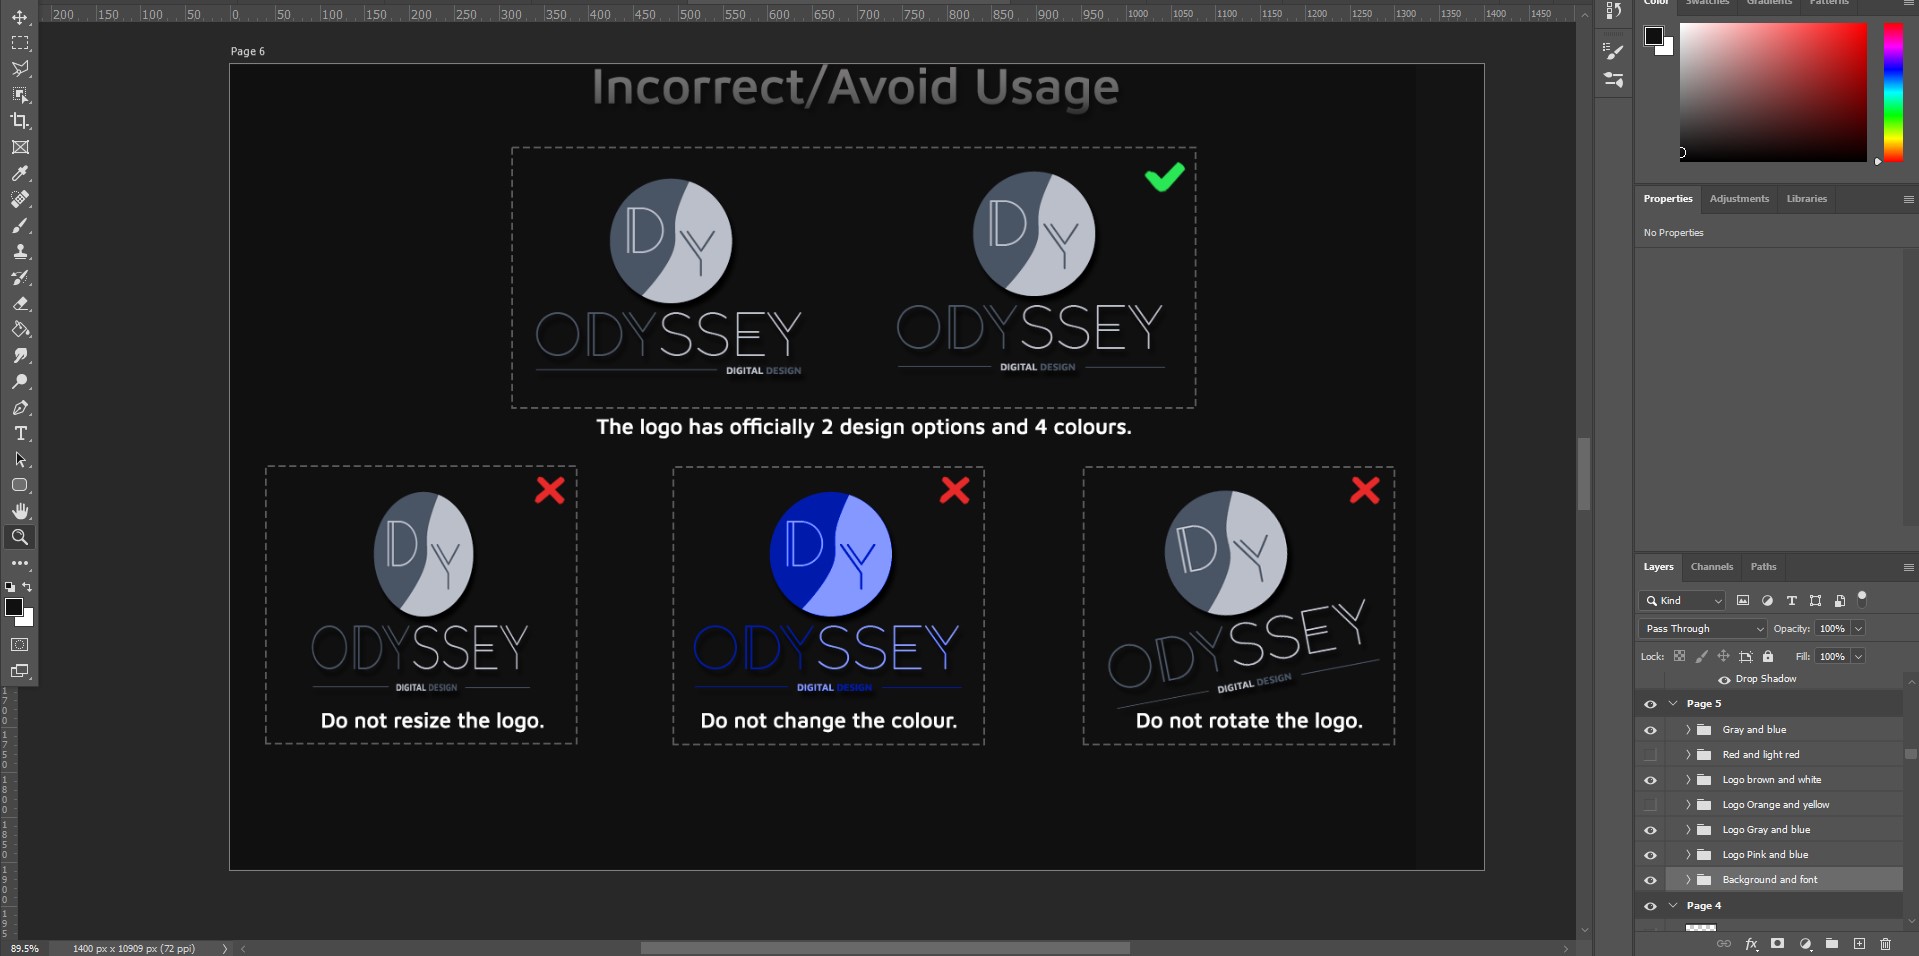 200 150 100 50 0 50 100 150 200 250 300 350 400 450 500 550 600 650 700 750 800 850 900 950 1000 1050 1100 1150 1200 1250 1300 1350 1400 1450
Color Swatches Gradients Patterns
Page 6
Incorrect/Avoid Usage
DY DY
ODYSSEY ODYSSEY
DIGITAL DESIGN DIGITAL DESIGN
The logo has officially 2 design options and 4 colours.
DY DY DY
ODYSSEY ODYSSEY ODYSSEY
DIGITAL DESIGN DIGITAL DESIGN DIGITAL DESIGN
Do not resize the logo. Do not change the colour. Do not rotate the logo.
Properties Adjustments Libraries
No Properties
Layers Channels Paths
Kind
Pass Through Opacity: 100%
Lock: Fill: 100%
Drop Shadow
Page 5
Gray and blue
Red and light red
Logo brown and white
Logo Orange and yellow
Logo Gray and blue
Logo Pink and blue
Background and font
Page 4
89.5% 1400 px x 10909 px (72 ppi)